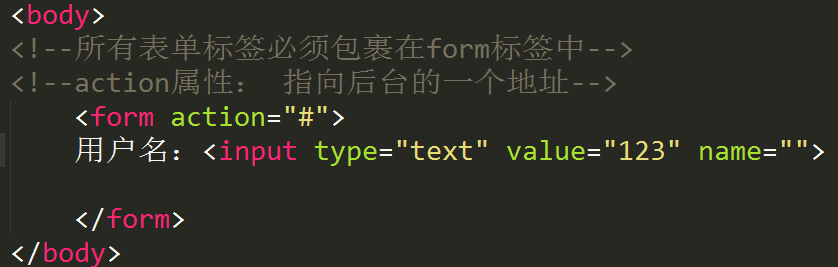 <body>
<!--所有表单标签必须包裹在form标签中-->
<!--action属性： 指向后台的一个地址-->
<form action="#">
用户名：<input type="text" value="123" name="">
</form>
</body>